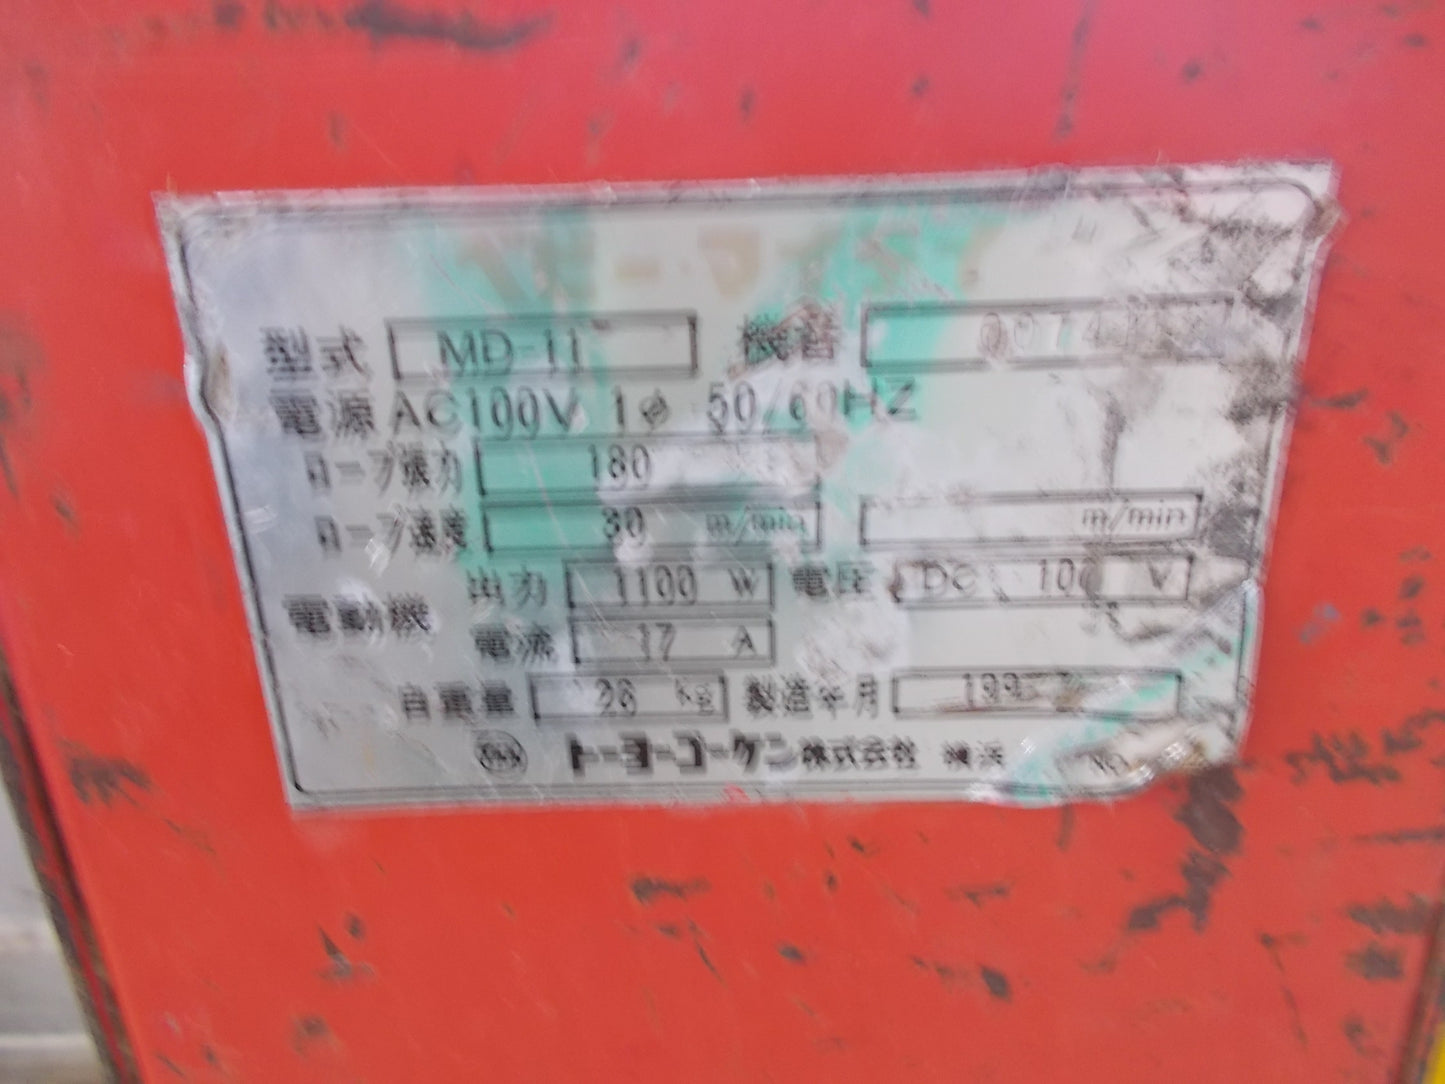 型式 MD-11 機番
電源 AC100V 1φ 50/60HZ
ロープ張力 180
ロープ速度 30 m/min m/min
電動機 出力 1100 W 電圧 DC 100 V
電流 17 A
自重量 26 kg 製造年月 199
トーヨーコーケン株式会社 横浜